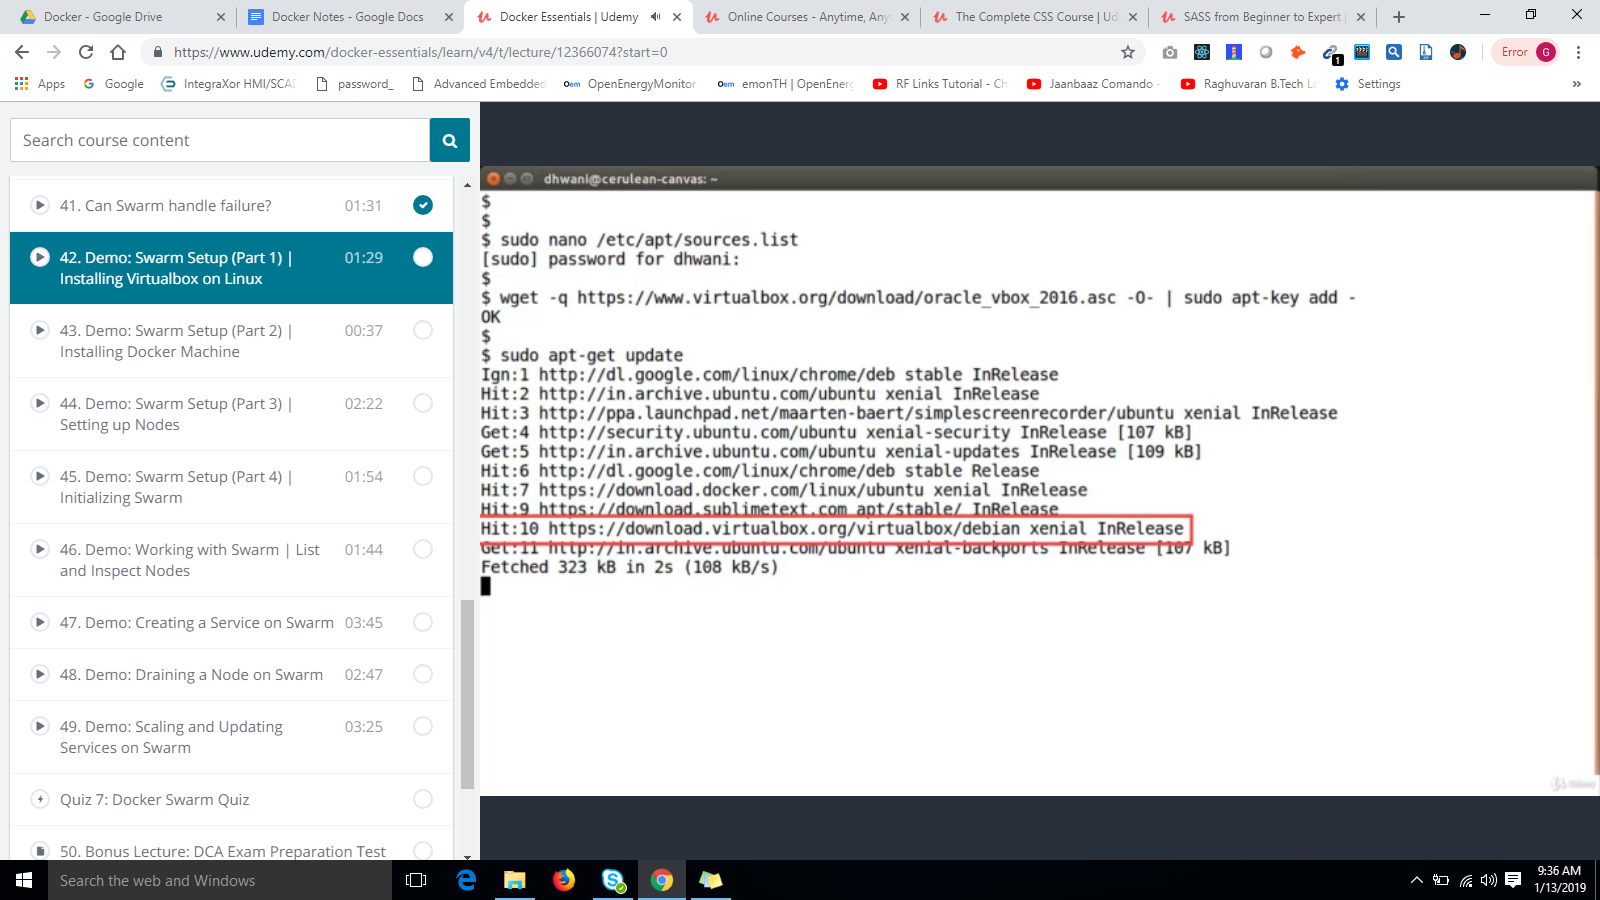 Docker - Google Drive
Docker Notes - Google Docs
Docker Essentials | Udemy
Online Courses - Anytime, Any
The Complete CSS Course | Ud
SASS from Beginner to Expert |
https://www.udemy.com/docker-essentials/learn/v4/t/lecture/12366074?start=0
1
Error
G
Apps
Google
IntegraXor HMI/SCAD
password_
Advanced Embedded
Oem
OpenEnergyMonitor
Oem
emonTH | OpenEnerg
RF Links Tutorial - Ch
Jaanbaaz Comando -
Raghuvaran B.Tech La
Settings
»
Search course content
41. Can Swarm handle failure?
01:31
42. Demo: Swarm Setup (Part 1) |
Installing Virtualbox on Linux
01:29
43. Demo: Swarm Setup (Part 2) |
Installing Docker Machine
00:37
44. Demo: Swarm Setup (Part 3) |
Setting up Nodes
02:22
45. Demo: Swarm Setup (Part 4) |
Initializing Swarm
01:54
46. Demo: Working with Swarm | List
and Inspect Nodes
01:44
47. Demo: Creating a Service on Swarm
03:45
48. Demo: Draining a Node on Swarm
02:47
49. Demo: Scaling and Updating
Services on Swarm
03:25
Quiz 7: Docker Swarm Quiz
50. Bonus Lecture: DCA Exam Preparation Test
dhwani@cerulean-canvas: ~
$
$
$ sudo nano /etc/apt/sources.list
[sudo] password for dhwani:
$
$ wget -q https://www.virtualbox.org/download/oracle_vbox_2016.asc -O- | sudo apt-key add -
OK
$
$ sudo apt-get update
Ign:1 http://dl.google.com/linux/chrome/deb stable InRelease
Hit:2 http://in.archive.ubuntu.com/ubuntu xenial InRelease
Hit:3 http://ppa.launchpad.net/maarten-baert/simplescreenrecorder/ubuntu xenial InRelease
Get:4 http://security.ubuntu.com/ubuntu xenial-security InRelease [107 kB]
Get:5 http://in.archive.ubuntu.com/ubuntu xenial-updates InRelease [109 kB]
Hit:6 http://dl.google.com/linux/chrome/deb stable Release
Hit:7 https://download.docker.com/linux/ubuntu xenial InRelease
Hit:9 https://download.sublimetext.com apt/stable/ InRelease
Hit:10 https://download.virtualbox.org/virtualbox/debian xenial InRelease
Get:11 http://in.archive.ubuntu.com/ubuntu xenial-backports InRelease [107 kB]
Fetched 323 kB in 2s (108 kB/s)
Udemy
Search the web and Windows
9:36 AM
1/13/2019